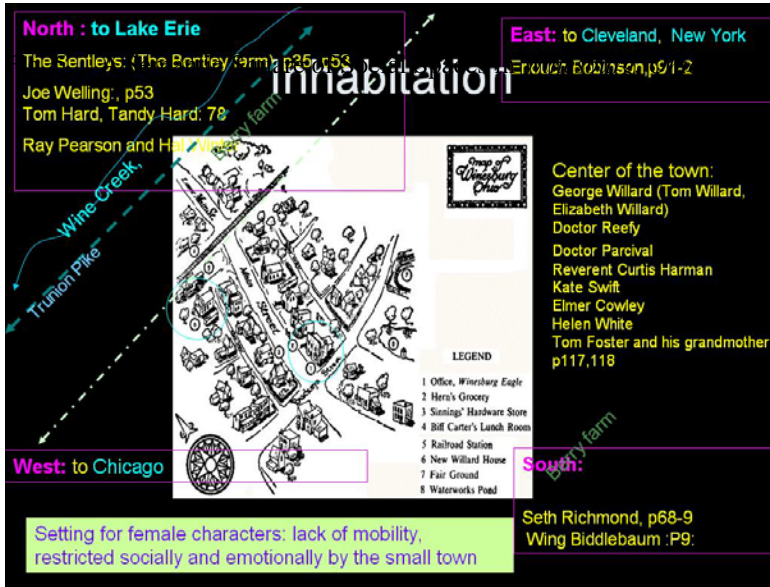 North : to Lake Erie
The Bentleys: (The Bentley farm), p35, p53
Joe Welling:, p53
Tom Hard, Tandy Hard: 78
Ray Pearson and Hal Winter
Inhabitation
East: to Cleveland, New York
Enouch Robinson,p91-2
Berry farm
Wine Creek,
Trunion Pike
Map of
Winesburg
Ohio
Main
Street
LEGEND
1 Office, Winesburg Eagle
2 Hern's Grocery
3 Sinnings' Hardware Store
4 Biff Carter's Lunch Room
5 Railroad Station
6 New Willard House
7 Fair Ground
8 Waterworks Pond
Center of the town:
George Willard (Tom Willard,
Elizabeth Willard)
Doctor Reefy
Doctor Parcival
Reverent Curtis Harman
Kate Swift
Elmer Cowley
Helen White
Tom Foster and his grandmother
p117,118
West: to Chicago
South:
Berry farm
Seth Richmond, p68-9
Wing Biddlebaum :P9:
Setting for female characters: lack of mobility,
restricted socially and emotionally by the small town